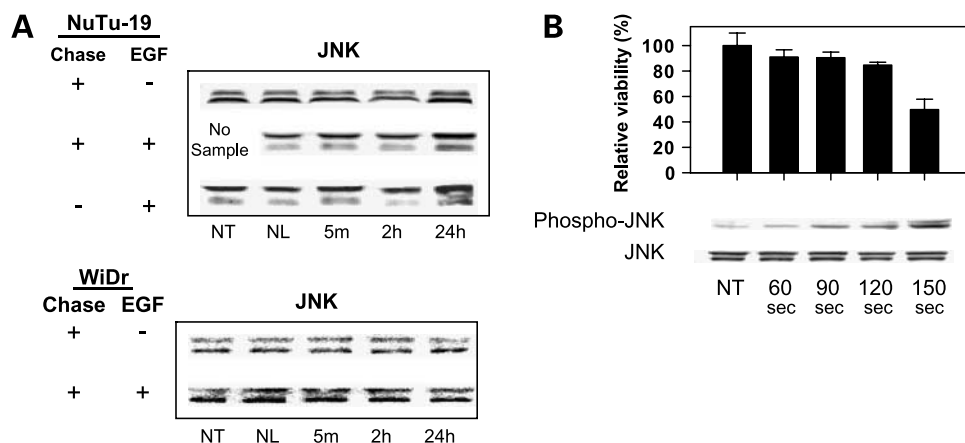 A
NuTu-19
Chase EGF
JNK
+ -
+ +
No
Sample
- +
NT NL 5m 2h 24h
WiDr
Chase EGF
JNK
+ -
+ +
NT NL 5m 2h 24h
B
Relative viability (%)
100
80
60
40
20
0
Phospho-JNK
JNK
NT 60 90 120 150
sec sec sec sec